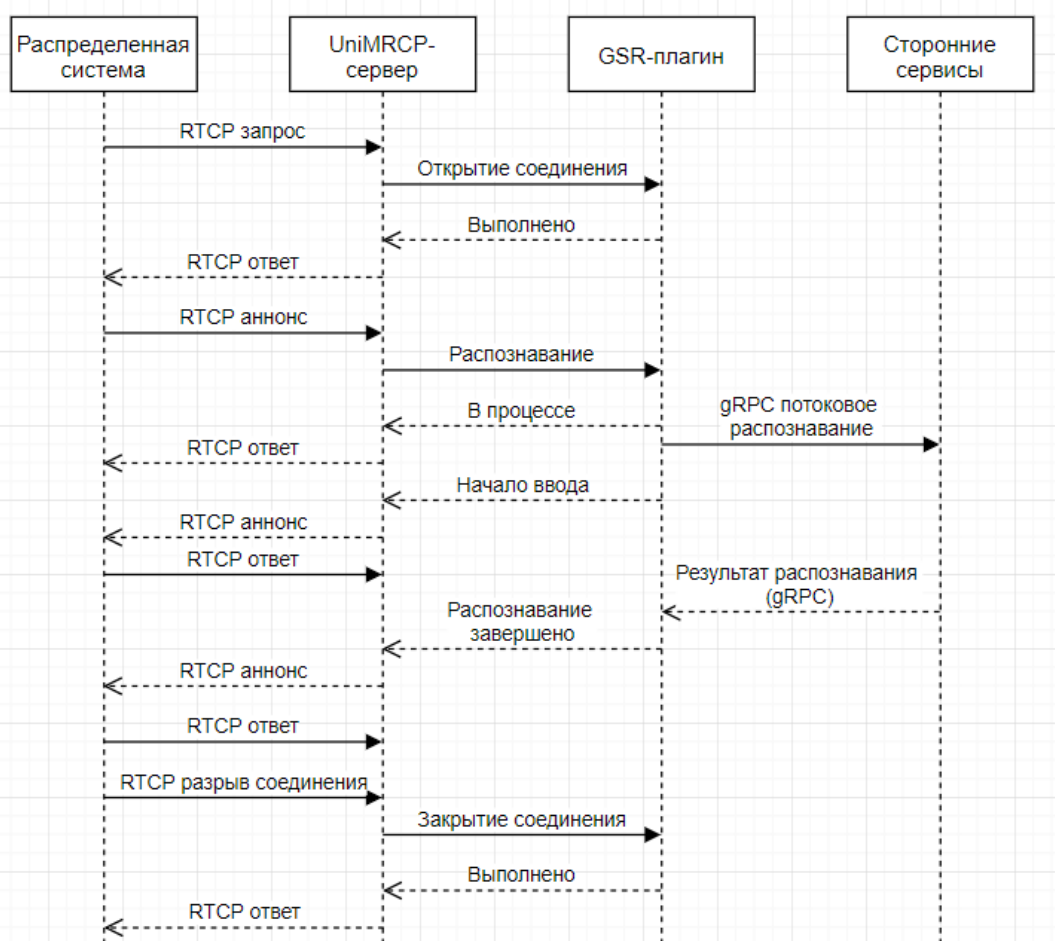 Распределенная
система
UniMRCP-
сервер
GSR-плагин
Сторонние
сервисы
RTCP запрос
Открытие соединения
Выполнено
RTCP ответ
RTCP аннонс
Распознавание
gRPC потоковое
распознавание
В процессе
RTCP ответ
Начало ввода
RTCP аннонс
RTCP ответ
Результат распознавания
(gRPC)
Распознавание
завершено
RTCP аннонс
RTCP ответ
RTCP разрыв соединения
Закрытие соединения
Выполнено
RTCP ответ